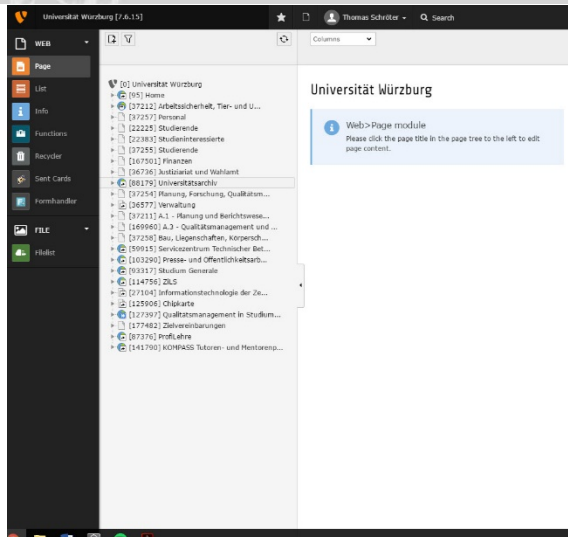 Universität Würzburg [7.6.15]
Thomas Schröter
Search
WEB
Page
List
Info
Functions
Recycler
Sent Cards
Formhandler
FILE
Filelist
[0] Universität Würzburg
[95] Home
[37212] Arbeitssicherheit, Tier- und U...
[37257] Personal
[22225] Studierende
[22383] Studieninteressierte
[37255] Studierende
[167501] Finanzen
[36736] Justiziariat und Wahlamt
[88179] Universitätsarchiv
[37254] Planung, Forschung, Qualitätsm...
[36577] Verwaltung
[37211] A.1 - Planung und Berichtswese...
[169960] A.3 - Qualitätsmanagement und ...
[37258] Bau, Liegenschaften, Körpersch...
[59915] Servicezentrum Technischer Bet...
[103290] Presse- und Öffentlichkeitsarb...
[93317] Studium Generale
[114756] ZiLS
[27104] Informationstechnologie der Ze...
[125906] Chipkarte
[127397] Qualitätsmanagement in Studium...
[177482] Zielvereinbarungen
[87376] ProfiLehre
[141790] KOMPASS Tutoren- und Mentorenp...
Columns
Universität Würzburg
Web>Page module
Please click the page title in the page tree to the left to edit
page content.